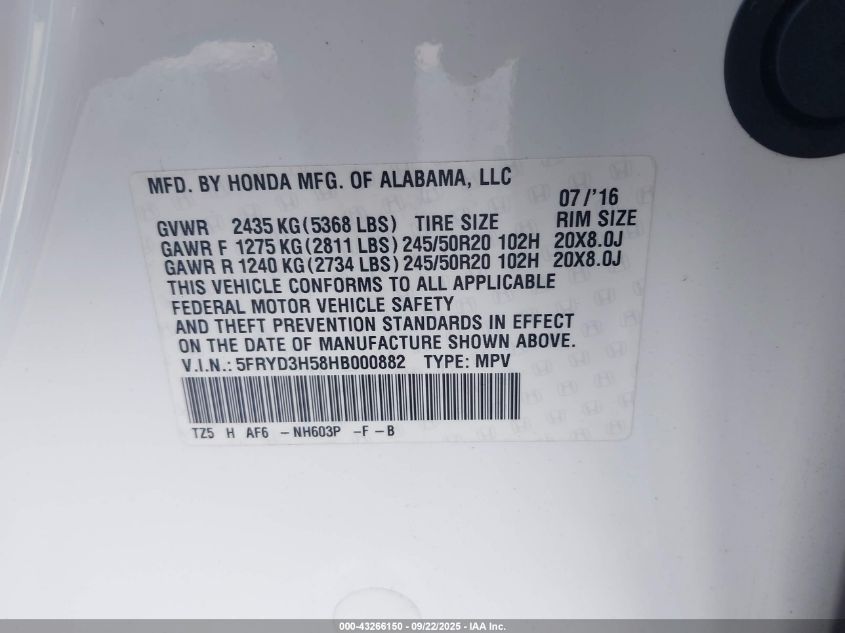 MFD. BY HONDA MFG. OF ALABAMA, LLC
07/'16
GVWR 2435 KG(5368 LBS) TIRE SIZE RIM SIZE
GAWR F 1275 KG(2811 LBS) 245/50R20 102H 20X8.0J
GAWR R 1240 KG(2734 LBS) 245/50R20 102H 20X8.0J
THIS VEHICLE CONFORMS TO ALL APPLICABLE
FEDERAL MOTOR VEHICLE SAFETY
AND THEFT PREVENTION STANDARDS IN EFFECT
ON THE DATE OF MANUFACTURE SHOWN ABOVE.
V.I.N.: 5FRYD3H58HB000882 TYPE: MPV
TZ5 H AF6 -NH603P -F-B
000-43266150 - 09/22/2025 - IAA Inc.